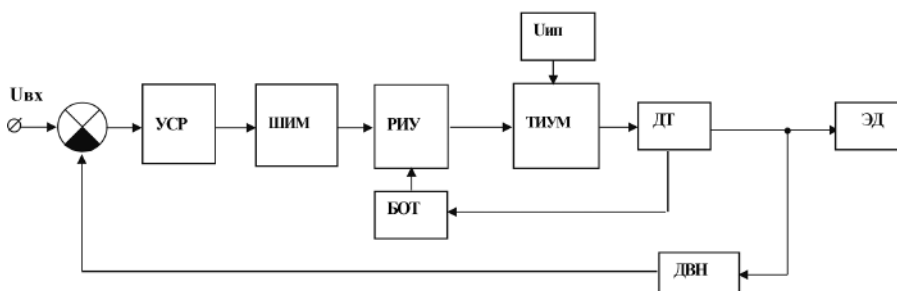 Uип
Uвх
УСР
ШИМ
РИУ
ТИУМ
ДТ
ЭД
БОТ
ДВН